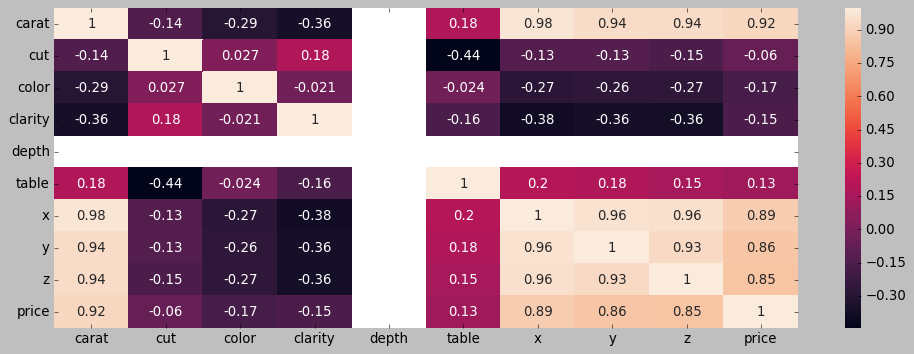 carat 1 -0.14 -0.29 -0.36 0.18 0.98 0.94 0.94 0.92
cut -0.14 1 0.027 0.18 -0.44 -0.13 -0.13 -0.15 -0.06
color -0.29 0.027 1 -0.021 -0.024 -0.27 -0.26 -0.27 -0.17
clarity -0.36 0.18 -0.021 1 -0.16 -0.38 -0.36 -0.36 -0.15
depth
table 0.18 -0.44 -0.024 -0.16 1 0.2 0.18 0.15 0.13
x 0.98 -0.13 -0.27 -0.38 0.2 1 0.96 0.96 0.89
y 0.94 -0.13 -0.26 -0.36 0.18 0.96 1 0.93 0.86
z 0.94 -0.15 -0.27 -0.36 0.15 0.96 0.93 1 0.85
price 0.92 -0.06 -0.17 -0.15 0.13 0.89 0.86 0.85 1
carat cut color clarity depth table x y z price
0.90
0.75
0.60
0.45
0.30
0.15
0.00
−0.15
−0.30